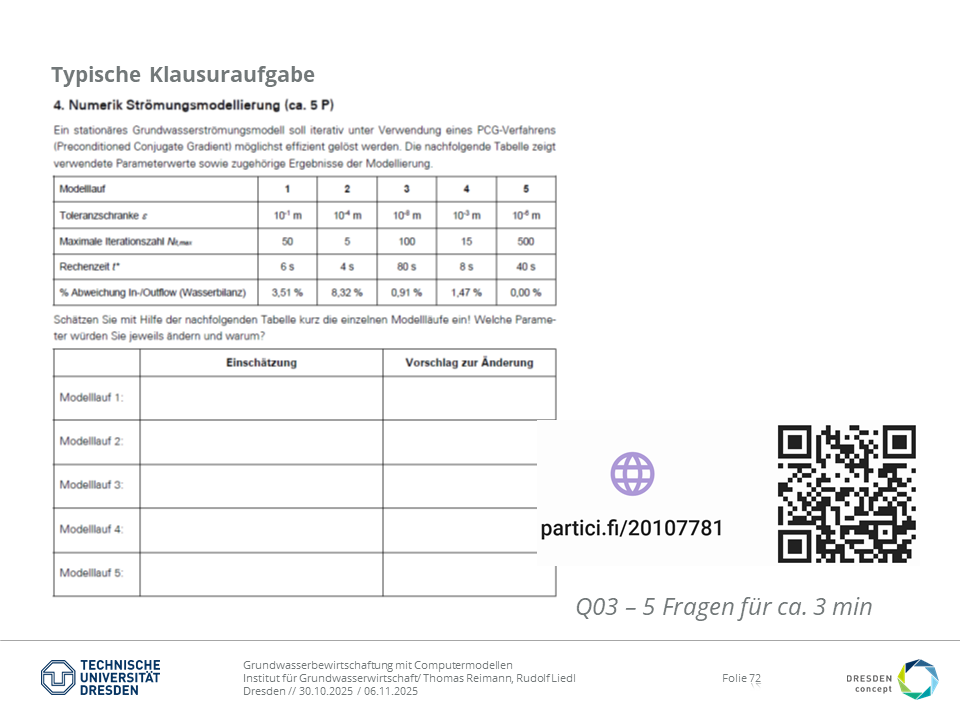 Typische Klausuraufgabe
4. Numerik Strömungsmodellierung (ca. 5 P)
Ein stationäres Grundwasserströmungsmodell soll iterativ unter Verwendung eines PCG-Verfahrens
(Preconditioned Conjugate Gradient) möglichst effizient gelöst werden. Die nachfolgende Tabelle zeigt
verwendete Parameterwerte sowie zugehörige Ergebnisse der Modellierung.
Modelllauf 1 2 3 4 5
Toleranzschranke ε 10⁻¹ m 10⁻⁴ m 10⁻⁸ m 10⁻³ m 10⁻⁶ m
Maximale Iterationszahl Nit,max 50 5 100 15 500
Rechenzeit t* 6 s 4 s 80 s 8 s 40 s
% Abweichung In-/Outflow (Wasserbilanz) 3,51 % 8,32 % 0,91 % 1,47 % 0,00 %
Schätzen Sie mit Hilfe der nachfolgenden Tabelle kurz die einzelnen Modellläufe ein! Welche Parame-
ter würden Sie jeweils ändern und warum?
Einschätzung Vorschlag zur Änderung
Modelllauf 1:
Modelllauf 2:
Modelllauf 3:
Modelllauf 4:
Modelllauf 5:
partici.fi/20107781
Q03 – 5 Fragen für ca. 3 min
TECHNISCHE
UNIVERSITÄT
DRESDEN
Grundwasserbewirtschaftung mit Computermodellen
Institut für Grundwasserwirtschaft/ Thomas Reimann, Rudolf Liedl
Dresden // 30.10.2025 / 06.11.2025
Folie 72
DRESDEN
concept